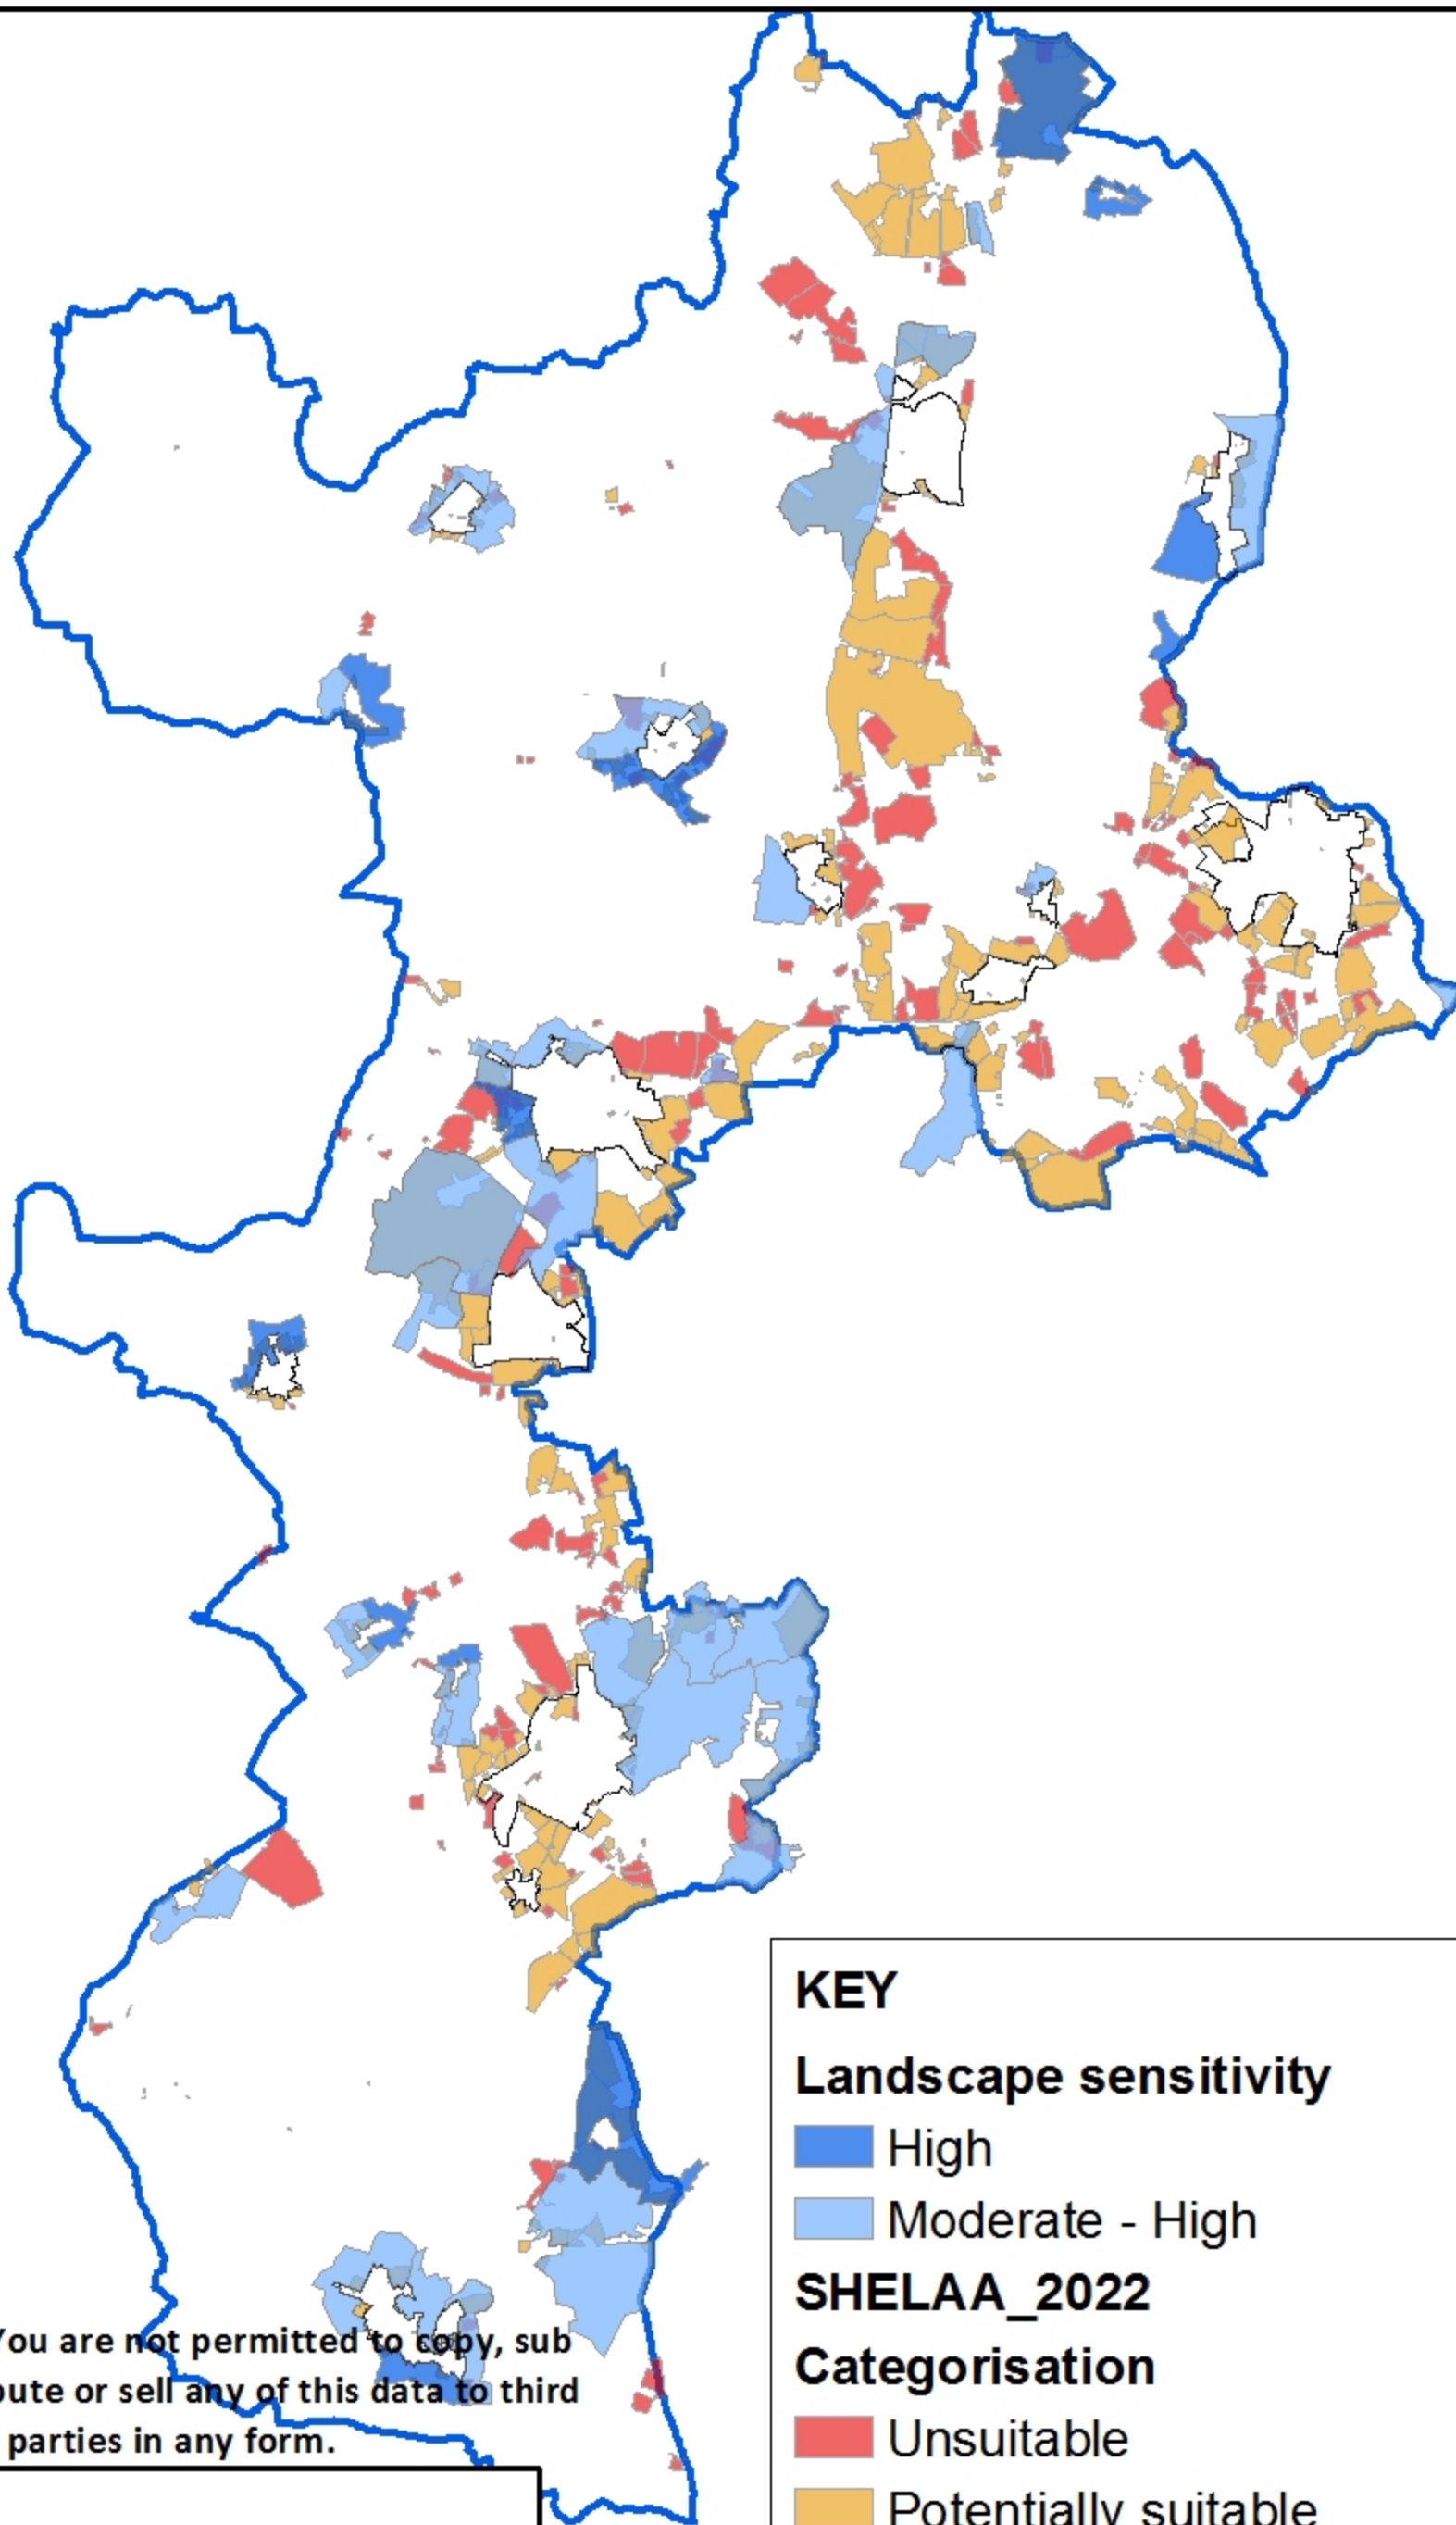 KEY
Landscape sensitivity
High
Moderate - High
SHELAA_2022
Categorisation
Unsuitable
Potentially suitable
You are not permitted to copy, sub
bute or sell any of this data to third
parties in any form.